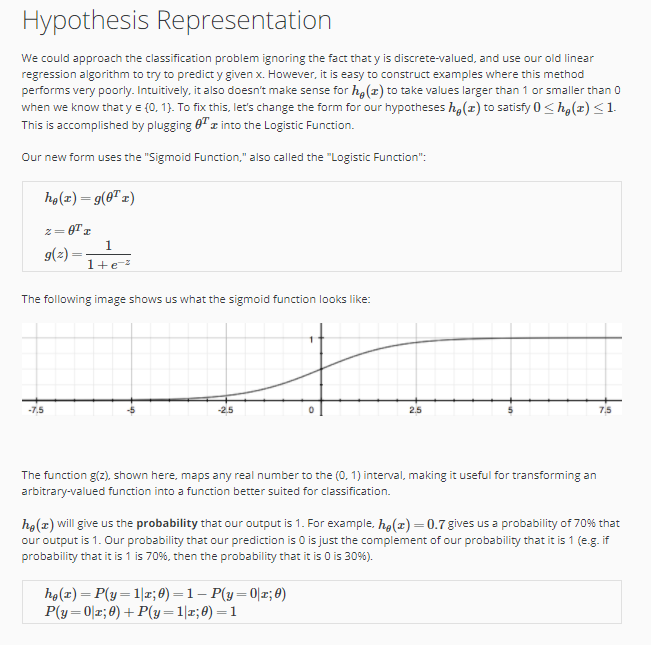 Hypothesis Representation
We could approach the classification problem ignoring the fact that y is discrete-valued, and use our old linear
regression algorithm to try to predict y given x. However, it is easy to construct examples where this method
performs very poorly. Intuitively, it also doesn't make sense for hθ(x) to take values larger than 1 or smaller than 0
when we know that y ∈ {0, 1}. To fix this, let's change the form for our hypotheses hθ(x) to satisfy 0 ≤ hθ(x) ≤ 1.
This is accomplished by plugging θᵀx into the Logistic Function.
Our new form uses the "Sigmoid Function," also called the "Logistic Function":
hθ(x) = g(θᵀx)
z = θᵀx
g(z) = 1 / (1 + e⁻ᶻ)
The following image shows us what the sigmoid function looks like:
1
-7.5 -5 -2.5 0 2.5 5 7.5
The function g(z), shown here, maps any real number to the (0, 1) interval, making it useful for transforming an
arbitrary-valued function into a function better suited for classification.
hθ(x) will give us the probability that our output is 1. For example, hθ(x) = 0.7 gives us a probability of 70% that
our output is 1. Our probability that our prediction is 0 is just the complement of our probability that it is 1 (e.g. if
probability that it is 1 is 70%, then the probability that it is 0 is 30%).
hθ(x) = P(y = 1|x; θ) = 1 − P(y = 0|x; θ)
P(y = 0|x; θ) + P(y = 1|x; θ) = 1